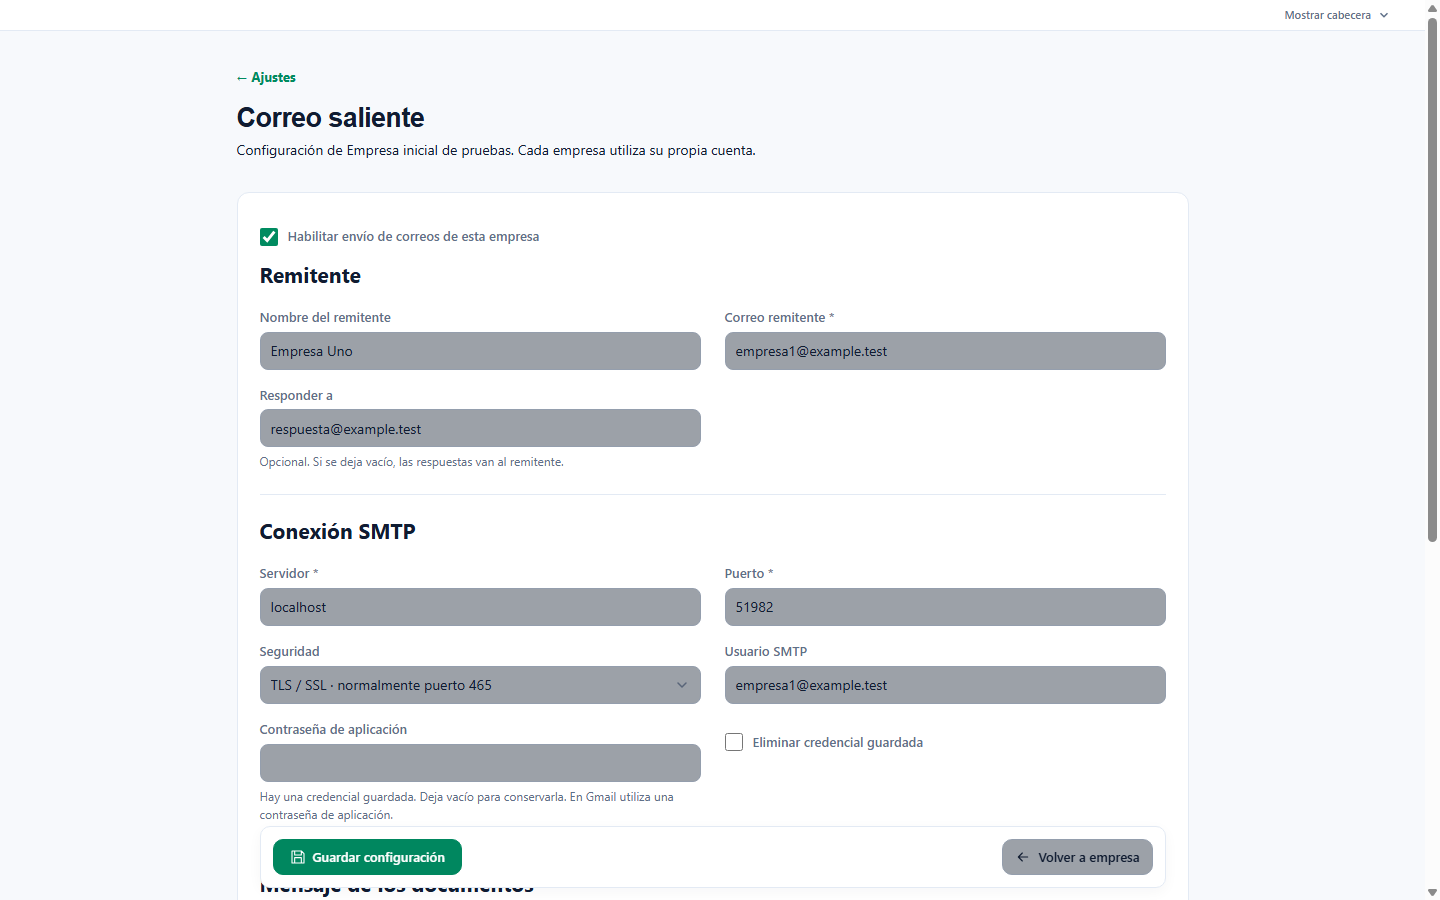 Mostrar cabecera
← Ajustes
Correo saliente
Configuración de Empresa inicial de pruebas. Cada empresa utiliza su propia cuenta.
Habilitar envío de correos de esta empresa
Remitente
Nombre del remitente
Empresa Uno
Correo remitente *
empresa1@example.test
Responder a
respuesta@example.test
Opcional. Si se deja vacío, las respuestas van al remitente.
Conexión SMTP
Servidor *
localhost
Puerto *
51982
Seguridad
TLS / SSL · normalmente puerto 465
Usuario SMTP
empresa1@example.test
Contraseña de aplicación
Eliminar credencial guardada
Hay una credencial guardada. Deja vacío para conservarla. En Gmail utiliza una
contraseña de aplicación.
Guardar configuración
← Volver a empresa
Mensaje de los documentos